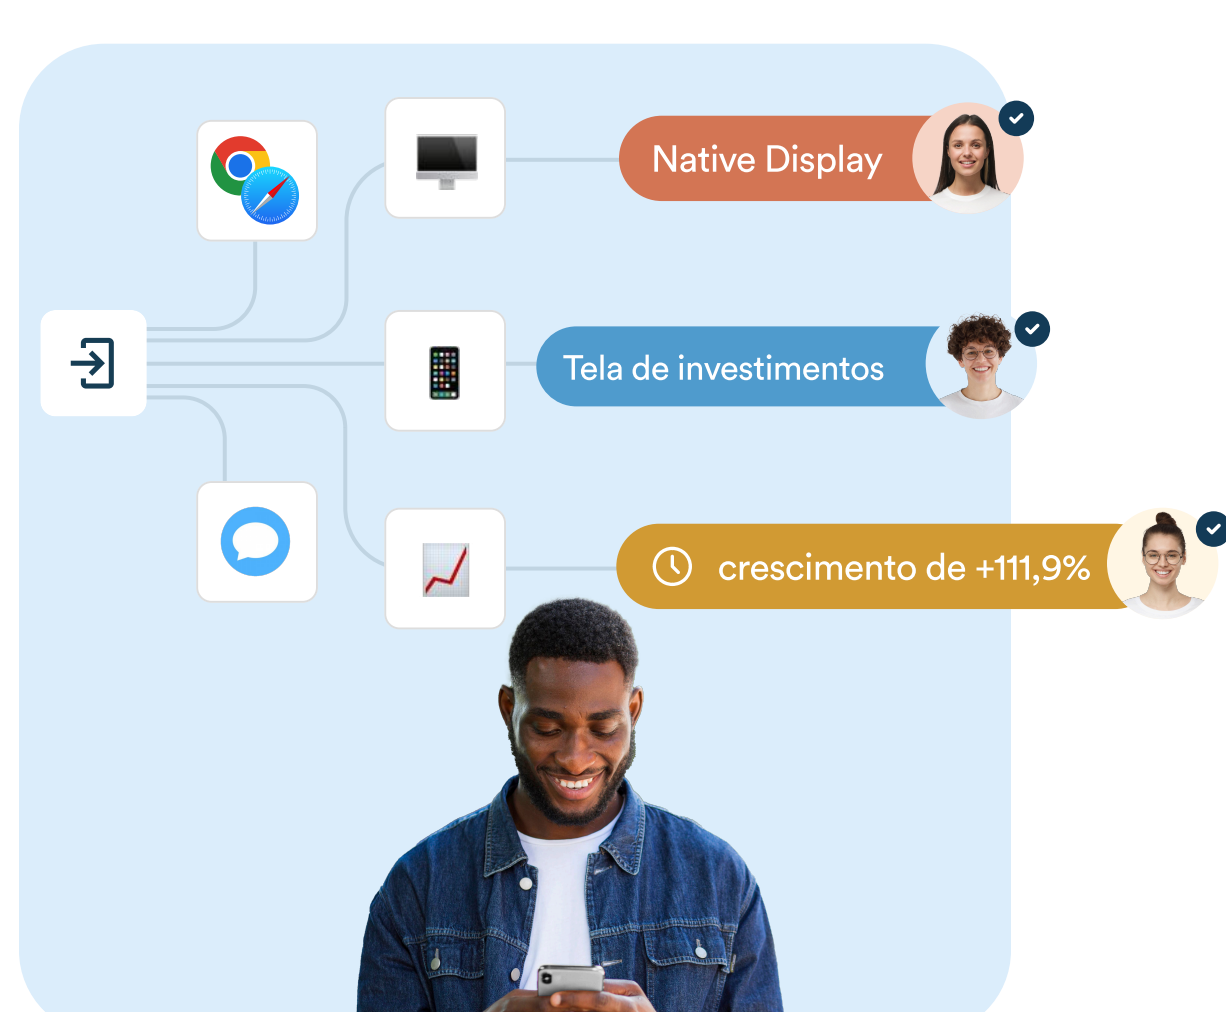 Native Display
Tela de investimentos
crescimento de +111,9%